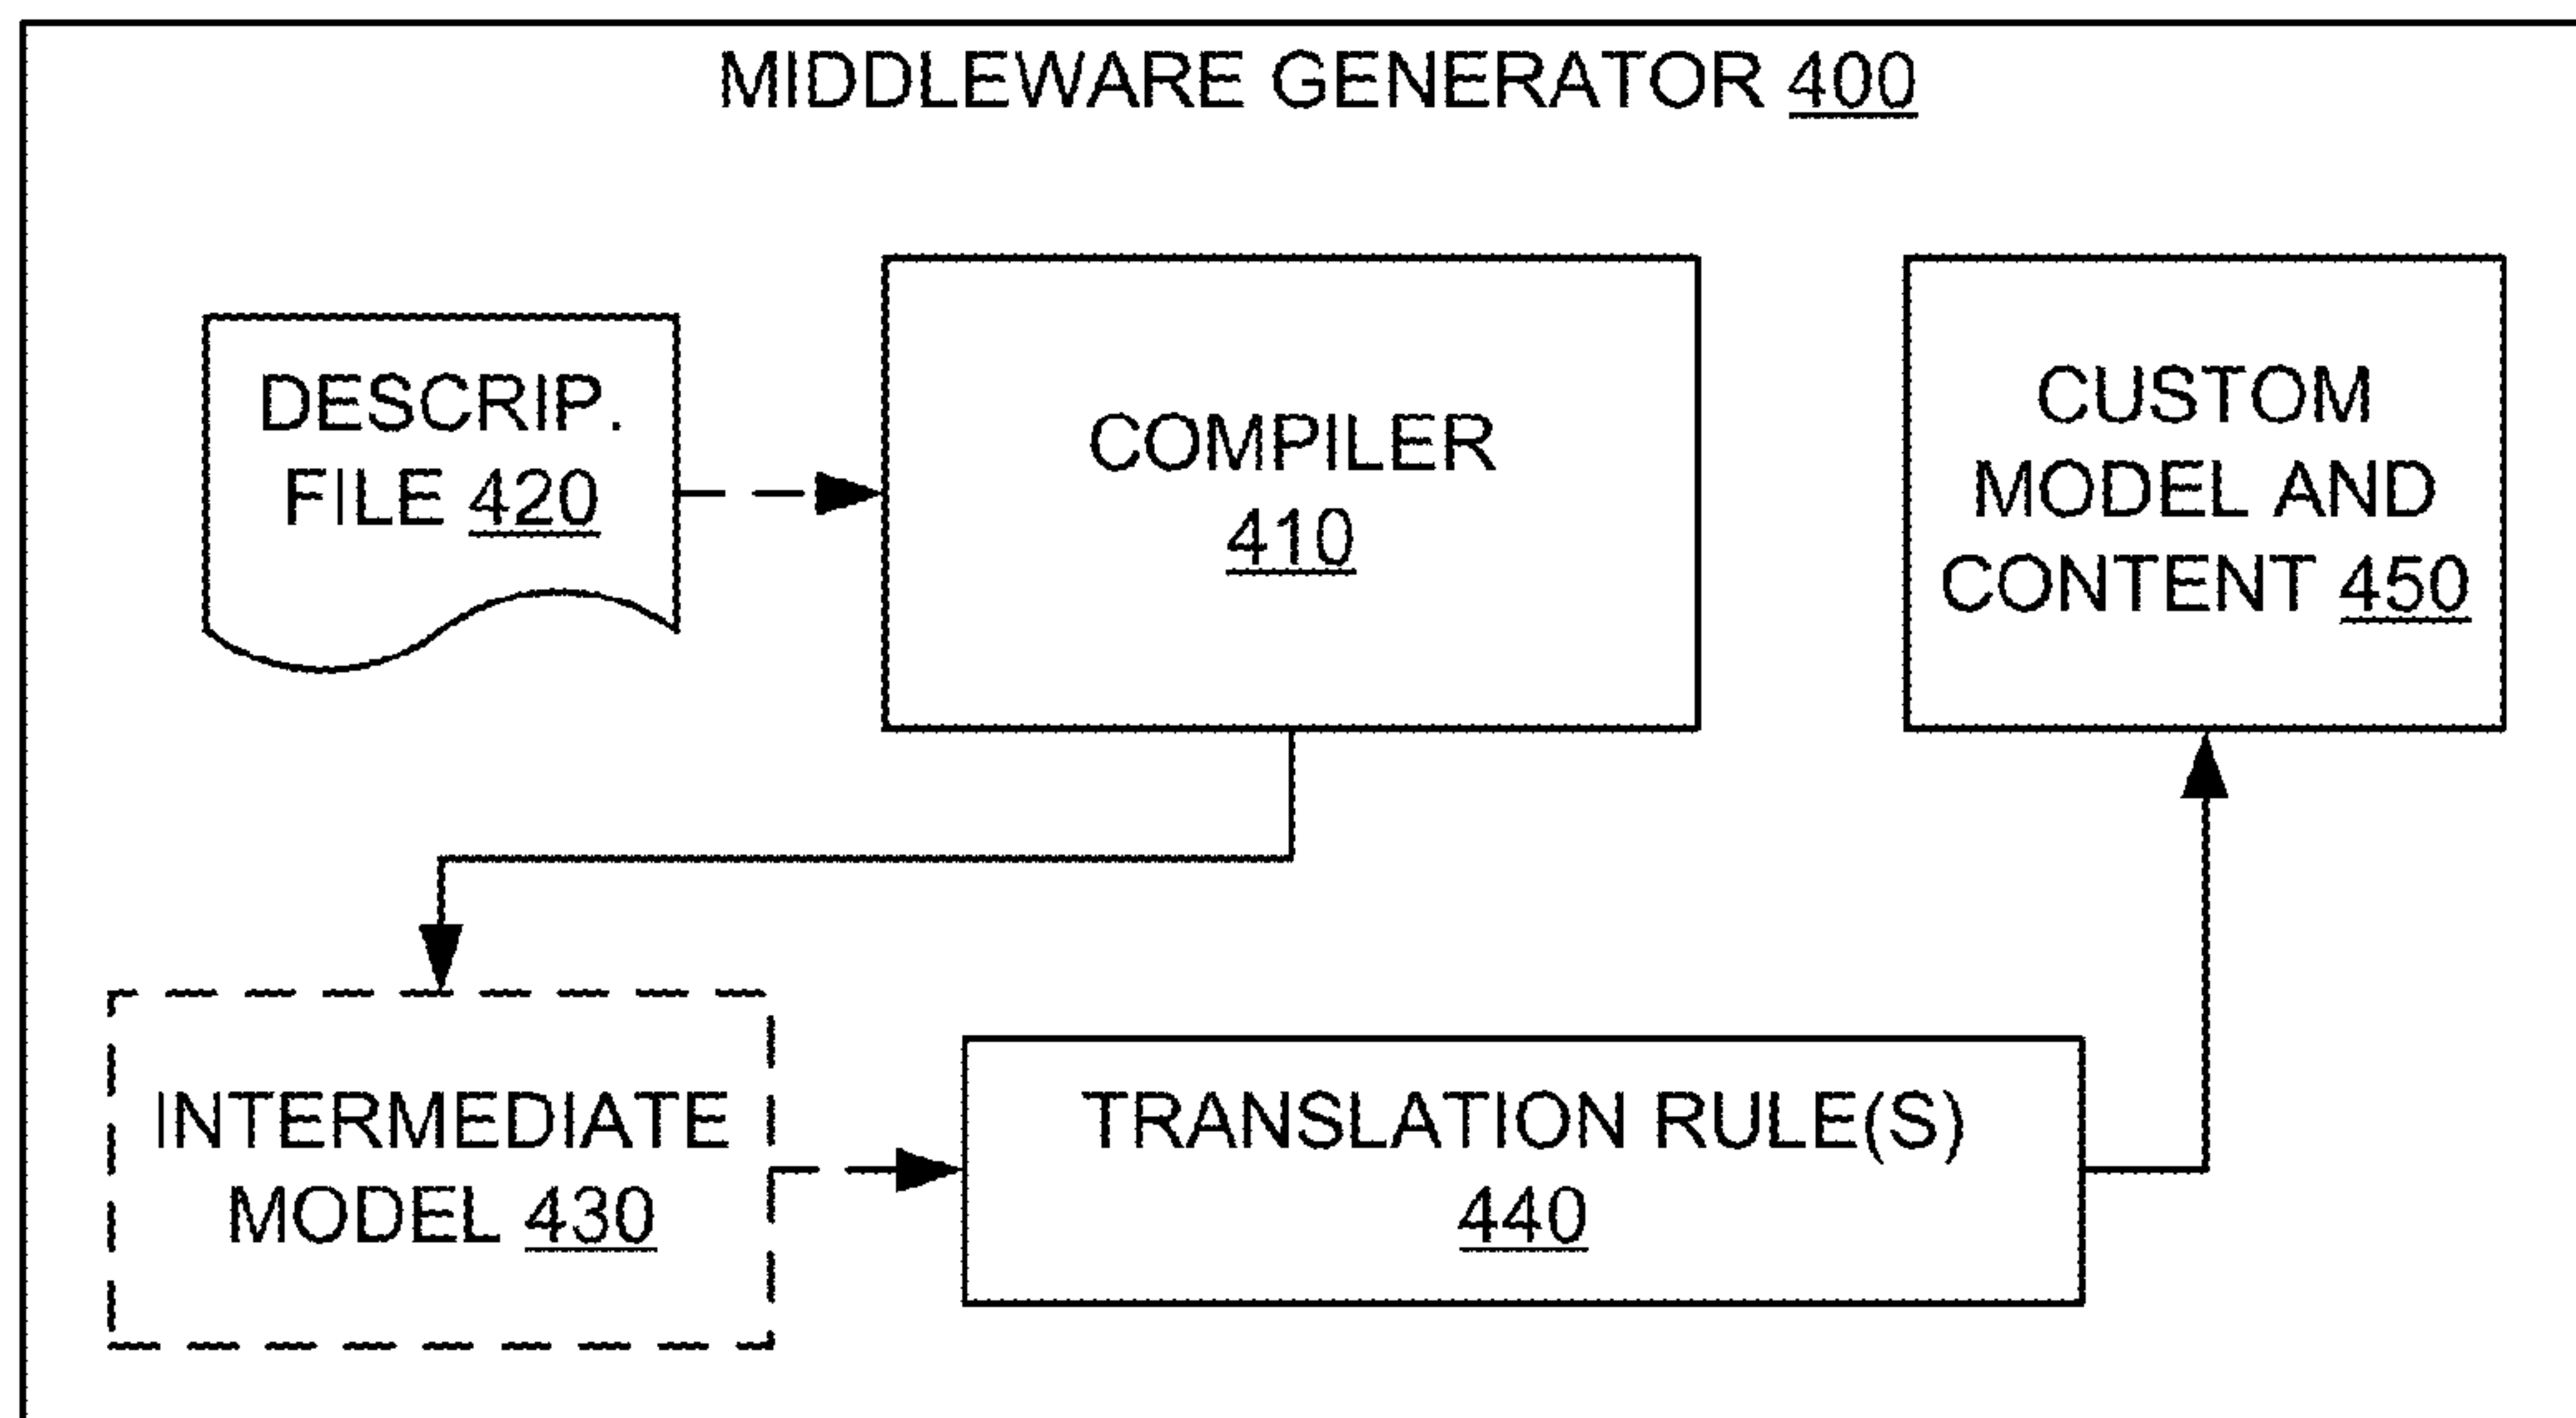 MIDDLEWARE GENERATOR 400
DESCRIP.
FILE 420
COMPILER
410
CUSTOM
MODEL AND
CONTENT 450
INTERMEDIATE
MODEL 430
TRANSLATION RULE(S)
440